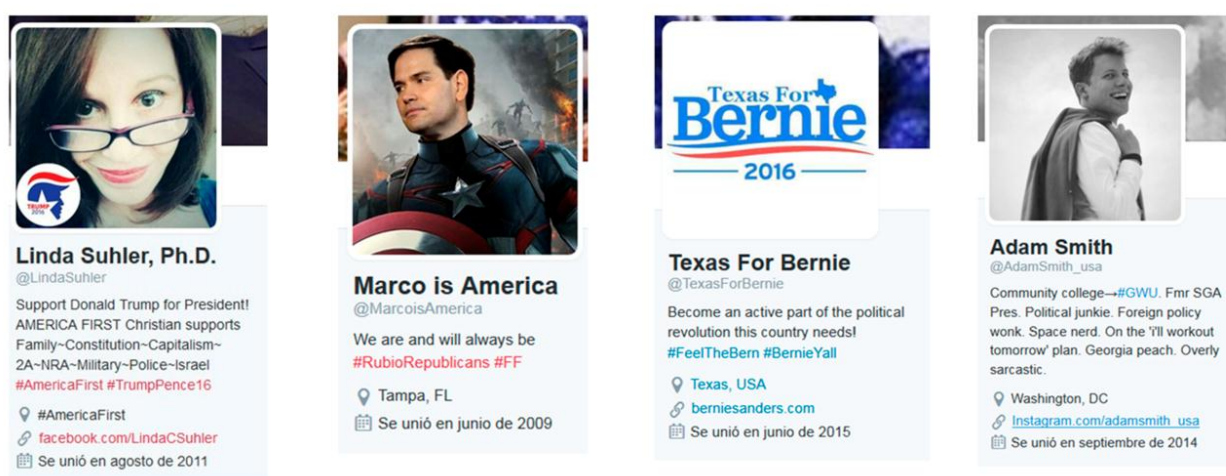 TRUMP
2016
Linda Suhler, Ph.D.
@LindaSuhler
Support Donald Trump for President!
AMERICA FIRST Christian supports
Family~Constitution~Capitalism~
2A~NRA~Military~Police~Israel
#AmericaFirst #TrumpPence16
#AmericaFirst
facebook.com/LindaCSuhler
Se unió en agosto de 2011
Marco is America
@MarcoisAmerica
We are and will always be
#RubioRepublicans #FF
Tampa, FL
Se unió en junio de 2009
Texas For
Bernie
2016
Texas For Bernie
@TexasForBernie
Become an active part of the political
revolution this country needs!
#FeelTheBern #BernieYall
Texas, USA
berniesanders.com
Se unió en junio de 2015
Adam Smith
@AdamSmith_usa
Community college→#GWU. Fmr SGA
Pres. Political junkie. Foreign policy
wonk. Space nerd. On the 'i'll workout
tomorrow' plan. Georgia peach. Overly
sarcastic.
Washington, DC
Instagram.com/adamsmith_usa
Se unió en septiembre de 2014